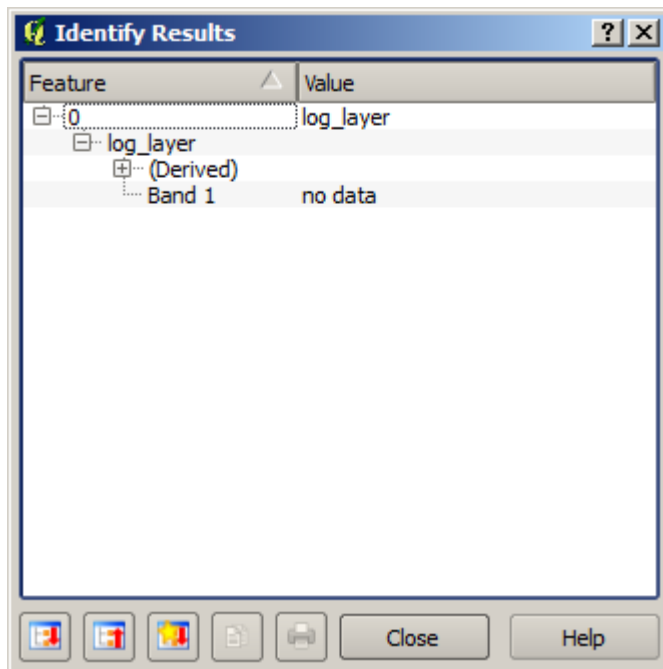 Identify Results
Feature Value
0 log_layer
log_layer
(Derived)
Band 1 no data
Close Help